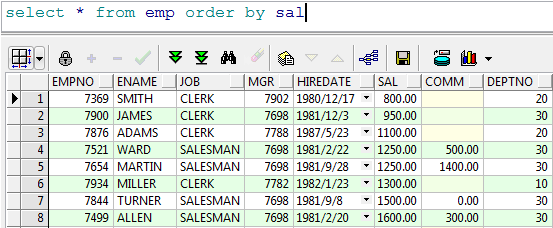 select * from emp order by sal
EMPNO ENAME JOB MGR HIREDATE SAL COMM DEPTNO
1 7369 SMITH CLERK 7902 1980/12/17 800.00 20
2 7900 JAMES CLERK 7698 1981/12/3 950.00 30
3 7876 ADAMS CLERK 7788 1987/5/23 1100.00 20
4 7521 WARD SALESMAN 7698 1981/2/22 1250.00 500.00 30
5 7654 MARTIN SALESMAN 7698 1981/9/28 1250.00 1400.00 30
6 7934 MILLER CLERK 7782 1982/1/23 1300.00 10
7 7844 TURNER SALESMAN 7698 1981/9/8 1500.00 0.00 30
8 7499 ALLEN SALESMAN 7698 1981/2/20 1600.00 300.00 30